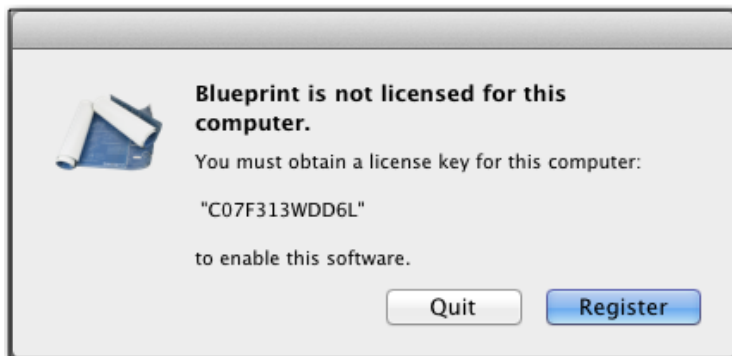 Blueprint is not licensed for this
computer.
You must obtain a license key for this computer:
"C07F313WDD6L"
to enable this software.
Quit
Register